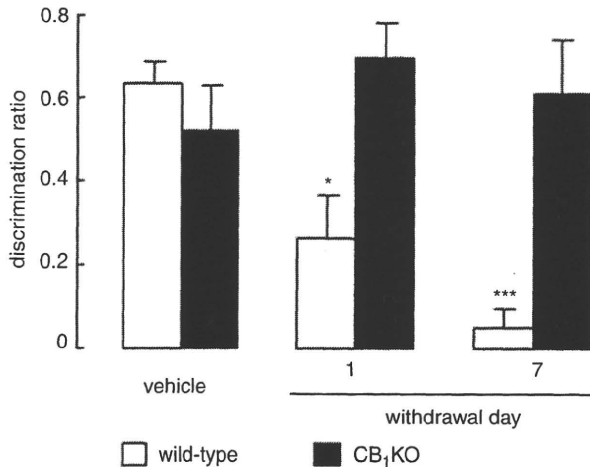 0.8
0.6
0.4
0.2
0
discrimination ratio
*
***
vehicle
1
7
withdrawal day
wild-type
CB₁KO